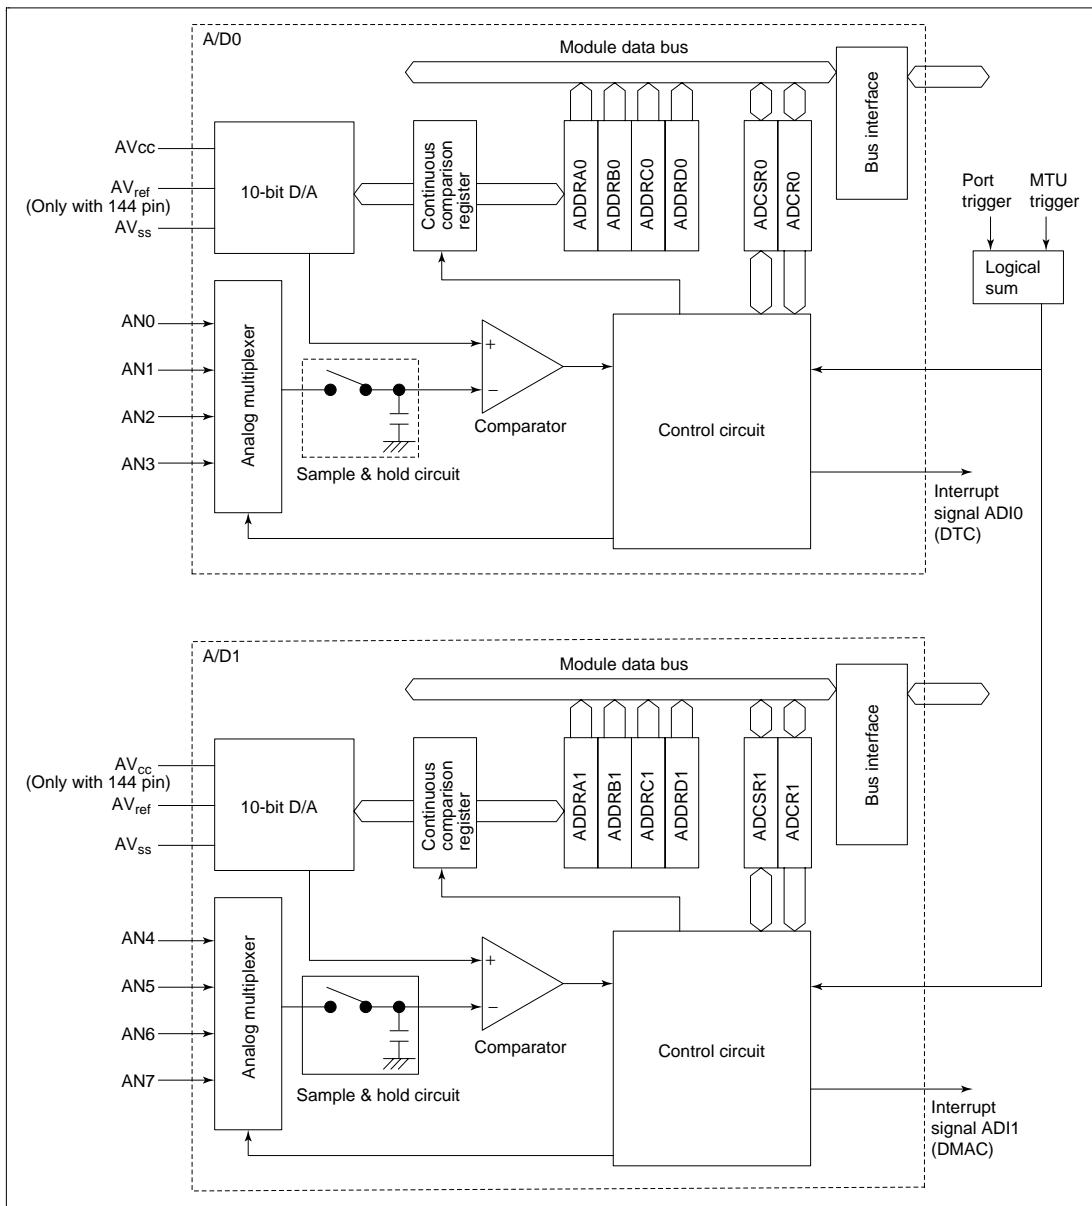 A/D0
Module data bus
Bus interface
AVcc
AVref
(Only with 144 pin)
AVss
10-bit D/A
Continuous
comparison
register
ADDRA0
ADDRB0
ADDRC0
ADDRD0
ADCSR0
ADCR0
Port
trigger
MTU
trigger
Logical
sum
AN0
AN1
AN2
AN3
Analog multiplexer
+
−
Comparator
Sample & hold circuit
Control circuit
Interrupt
signal ADI0
(DTC)
A/D1
Module data bus
Bus interface
AVcc
(Only with 144 pin)
AVref
AVss
10-bit D/A
Continuous
comparison
register
ADDRA1
ADDRB1
ADDRC1
ADDRD1
ADCSR1
ADCR1
AN4
AN5
AN6
AN7
Analog multiplexer
+
−
Comparator
Sample & hold circuit
Control circuit
Interrupt
signal ADI1
(DMAC)